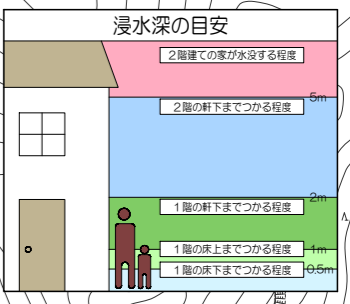 浸水深の目安
２階建ての家が水没する程度
5m
２階の軒下までつかる程度
2m
１階の軒下までつかる程度
１階の床上までつかる程度
1m
１階の床下までつかる程度
0.5m